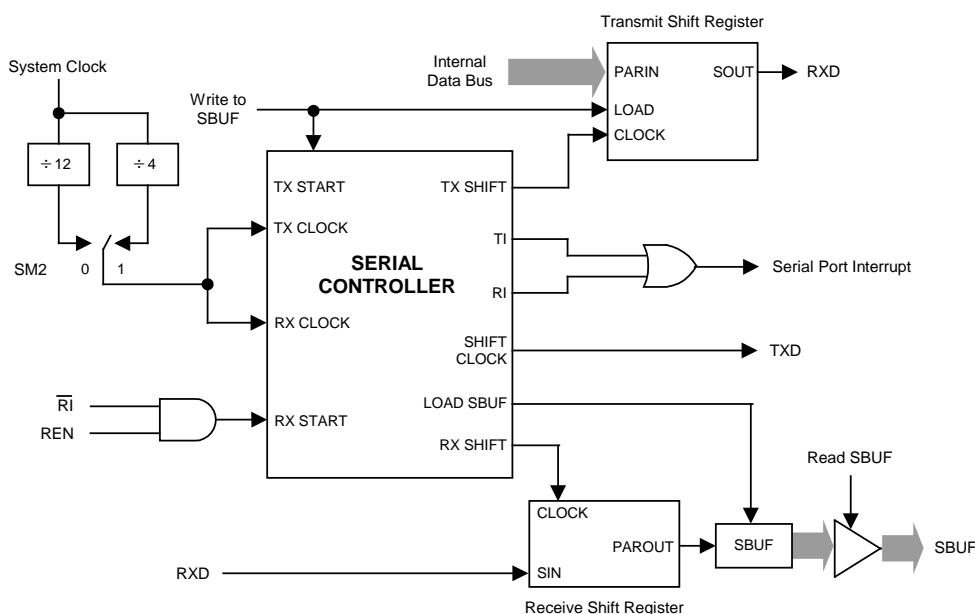 Transmit Shift Register
System Clock
Internal
Data Bus
PARIN
SOUT
RXD
Write to
SBUF
LOAD
CLOCK
÷ 12
÷ 4
TX START
TX SHIFT
TX CLOCK
TI
SM2
0
1
SERIAL
CONTROLLER
Serial Port Interrupt
RI
RX CLOCK
SHIFT
CLOCK
TXD
RI
REN
LOAD SBUF
RX START
RX SHIFT
Read SBUF
CLOCK
PAROUT
SBUF
SBUF
RXD
SIN
Receive Shift Register